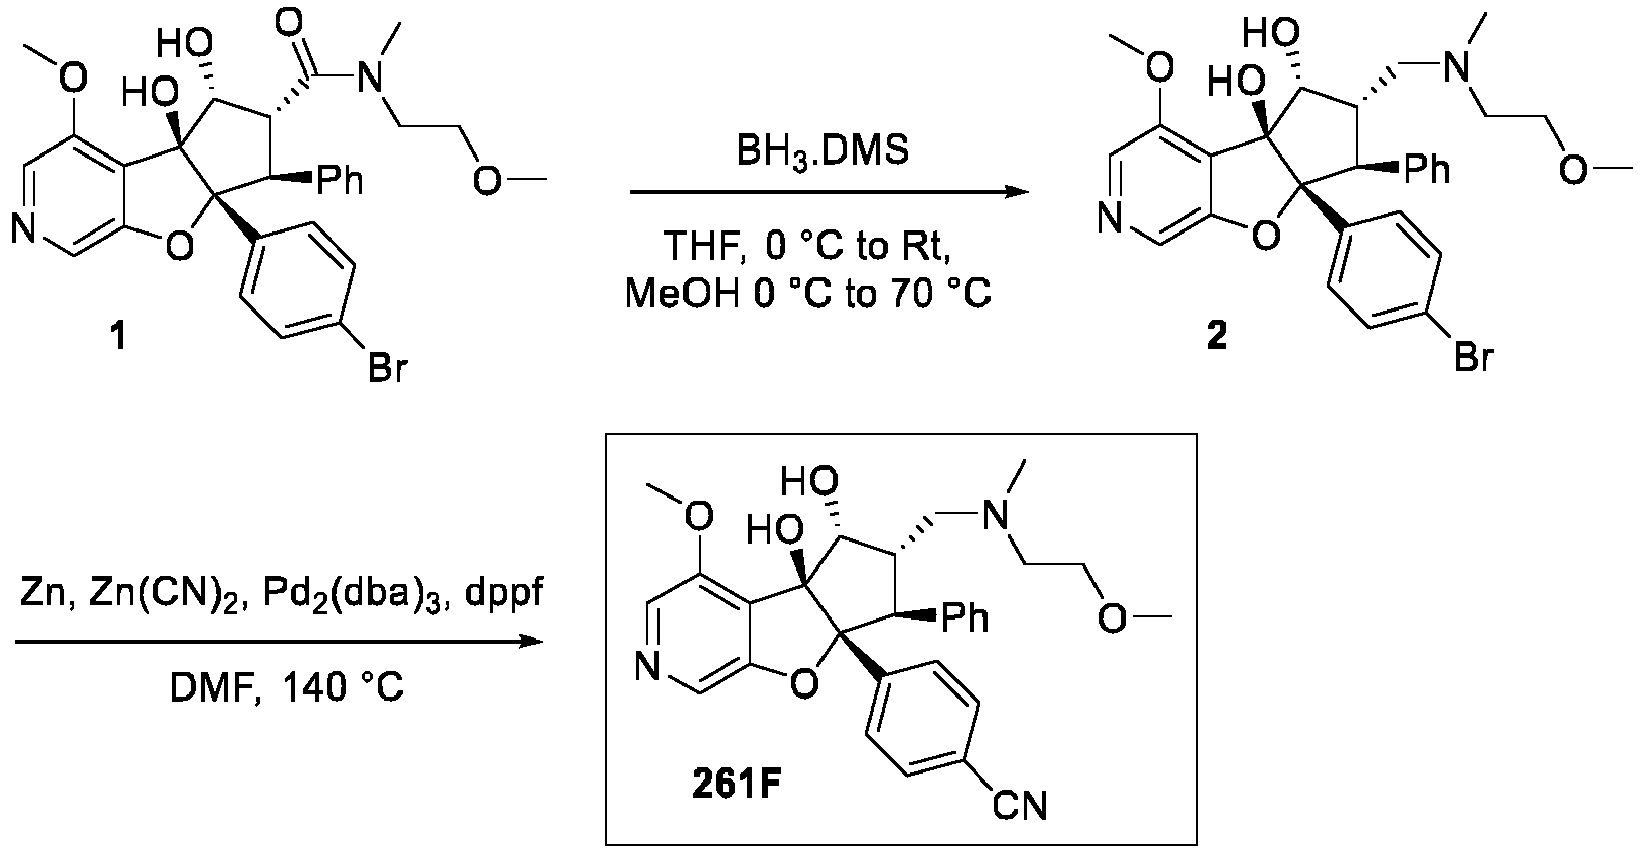 O
HO
N
O
HO
Ph
O
N
O
1
Br
BH3.DMS
THF, 0 °C to Rt,
MeOH 0 °C to 70 °C
HO
N
O
HO
Ph
O
N
O
2
Br
Zn, Zn(CN)2, Pd2(dba)3, dppf
DMF, 140 °C
HO
N
O
HO
Ph
O
N
O
261F
CN